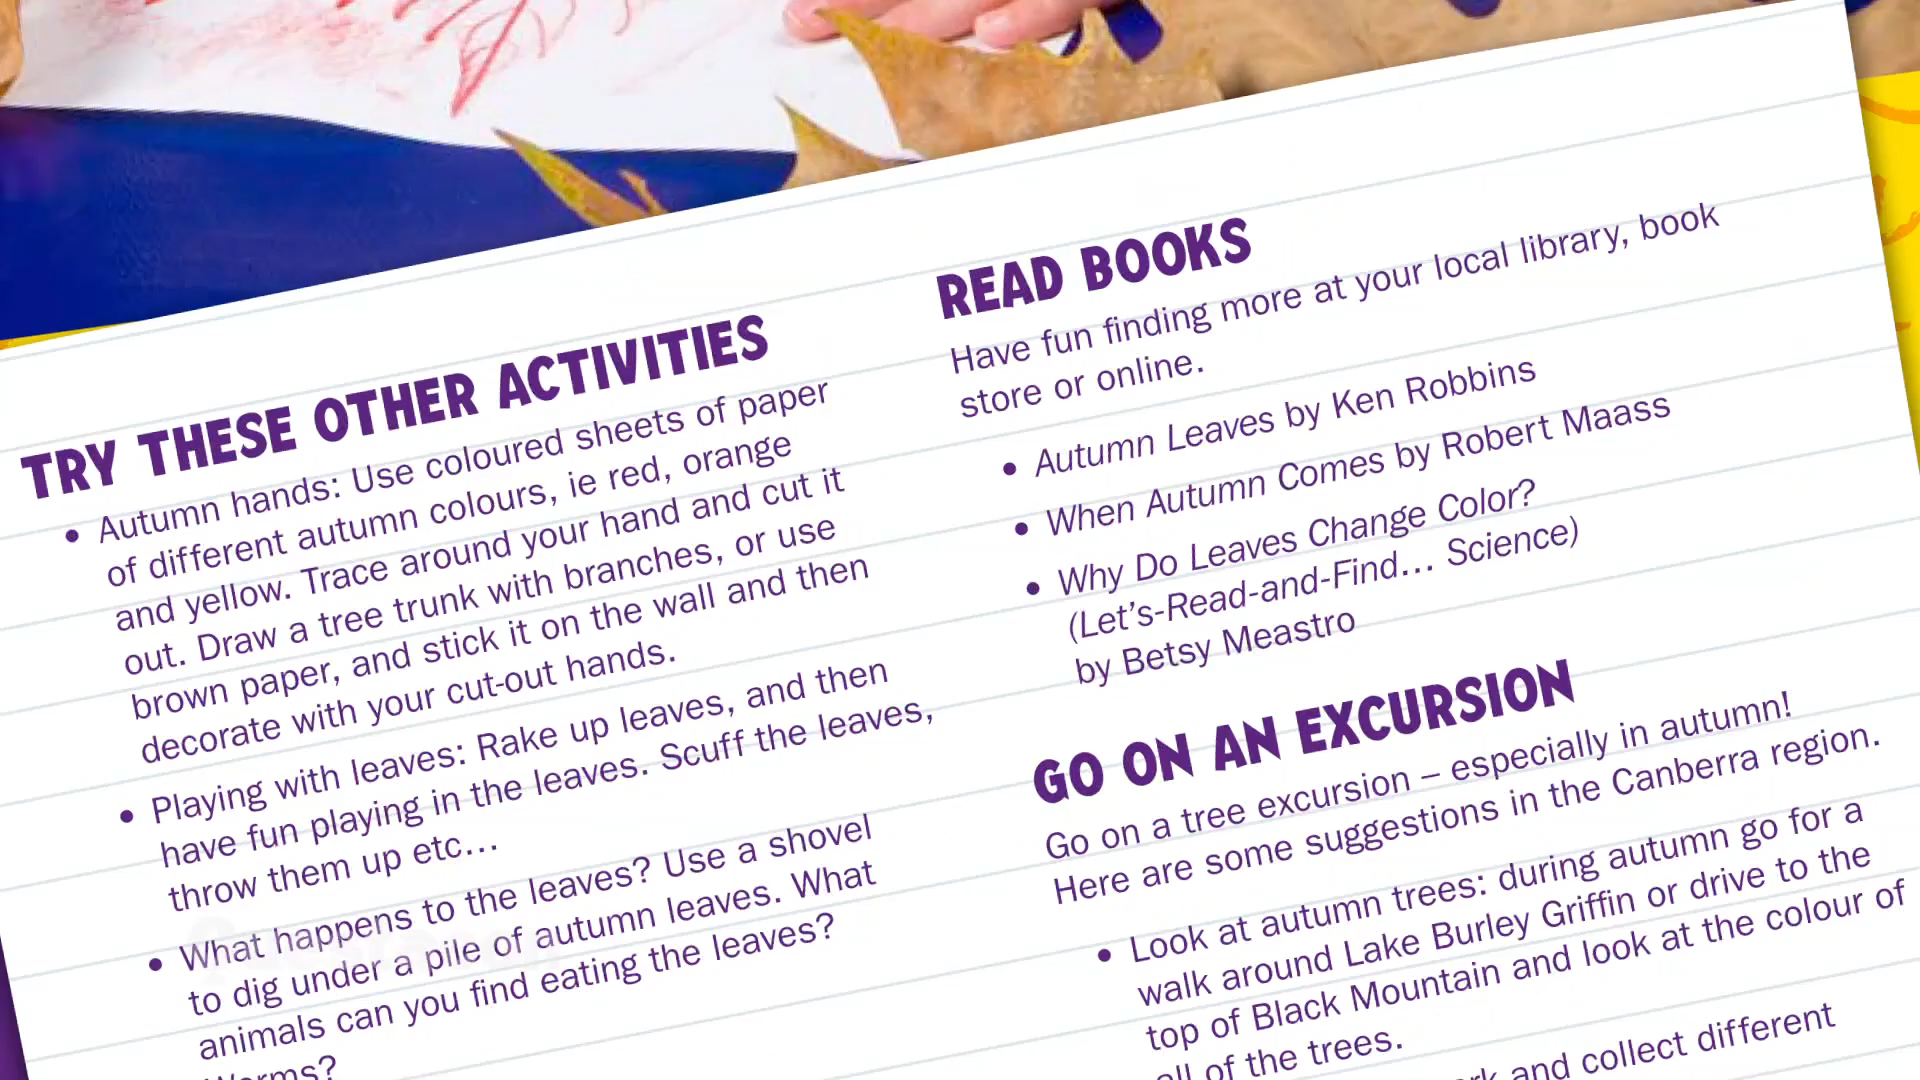 TRY THESE OTHER ACTIVITIES
• Autumn hands: Use coloured sheets of paper
of different autumn colours, ie red, orange
and yellow. Trace around your hand and cut it
out. Draw a tree trunk with branches, or use
brown paper, and stick it on the wall and then
decorate with your cut-out hands.
• Playing with leaves: Rake up leaves, and then
have fun playing in the leaves. Scuff the leaves,
throw them up etc...
• What happens to the leaves? Use a shovel
to dig under a pile of autumn leaves. What
animals can you find eating the leaves?
Worms?
READ BOOKS
Have fun finding more at your local library, book
store or online.
• Autumn Leaves by Ken Robbins
• When Autumn Comes by Robert Maass
• Why Do Leaves Change Color?
(Let's-Read-and-Find... Science)
by Betsy Meastro
GO ON AN EXCURSION
Go on a tree excursion – especially in autumn!
Here are some suggestions in the Canberra region.
• Look at autumn trees: during autumn go for a
walk around Lake Burley Griffin or drive to the
top of Black Mountain and look at the colour of
all of the trees.
and collect different